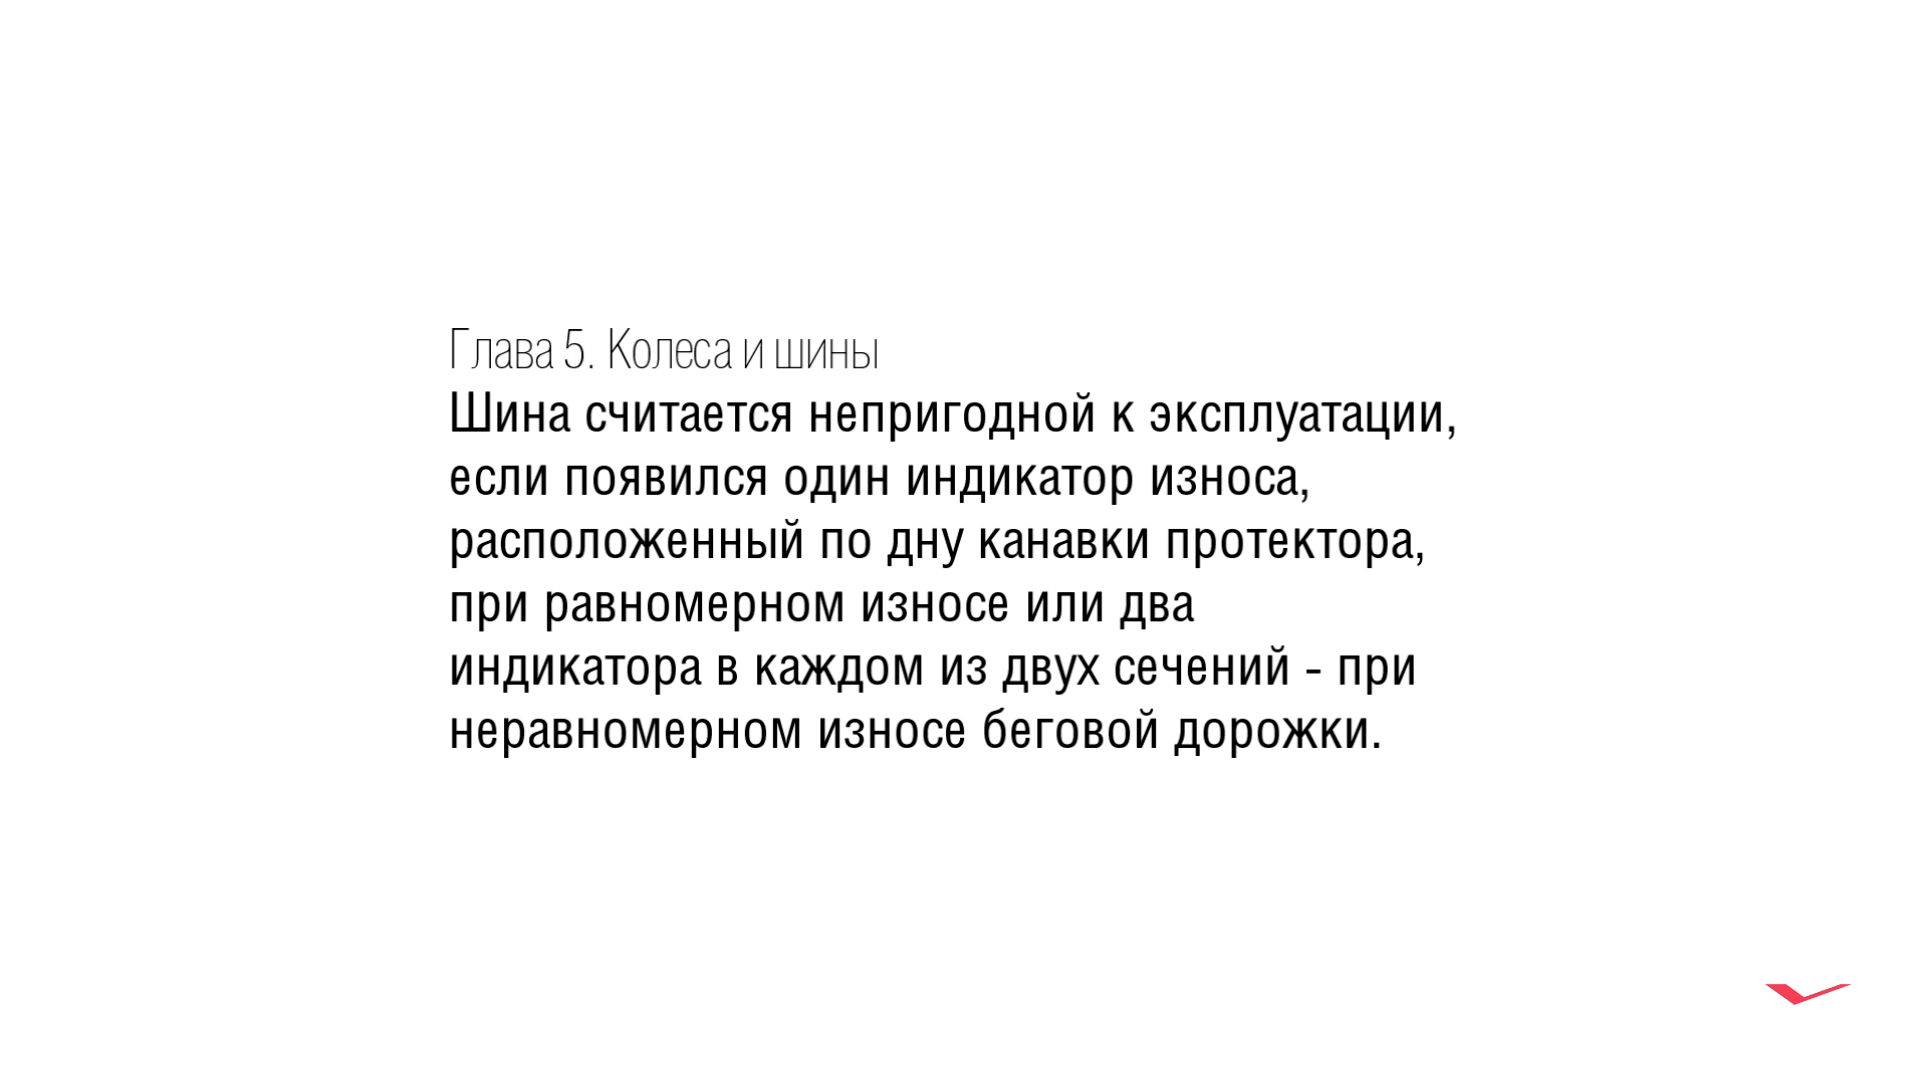 Глава 5. Колеса и шины
Шина считается непригодной к эксплуатации,
если появился один индикатор износа,
расположенный по дну канавки протектора,
при равномерном износе или два
индикатора в каждом из двух сечений - при
неравномерном износе беговой дорожки.